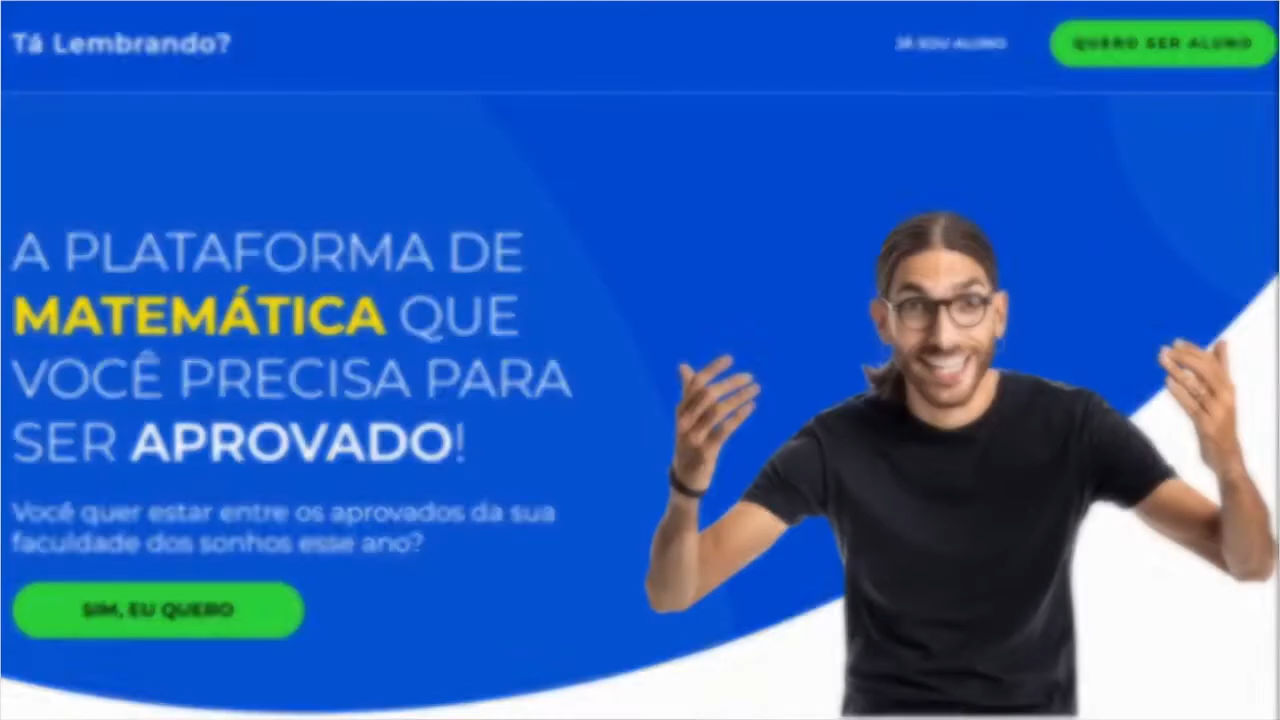 Tá Lembrando?
JÁ SOU ALUNO
QUERO SER ALUNO
A PLATAFORMA DE
MATEMÁTICA QUE
VOCÊ PRECISA PARA
SER APROVADO!
Você quer estar entre os aprovados da sua
faculdade dos sonhos esse ano?
SIM, EU QUERO